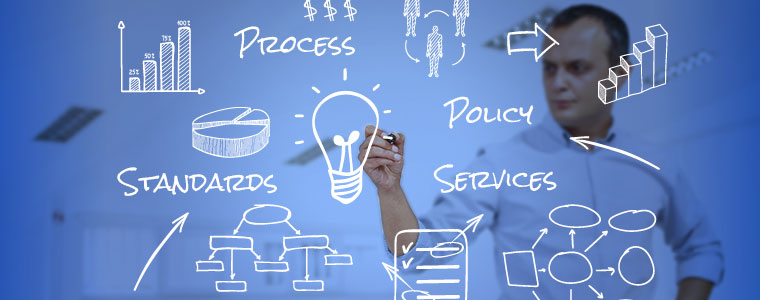 $ $ $
100%
75%
50%
25%
Process
Policy
Standards
Services